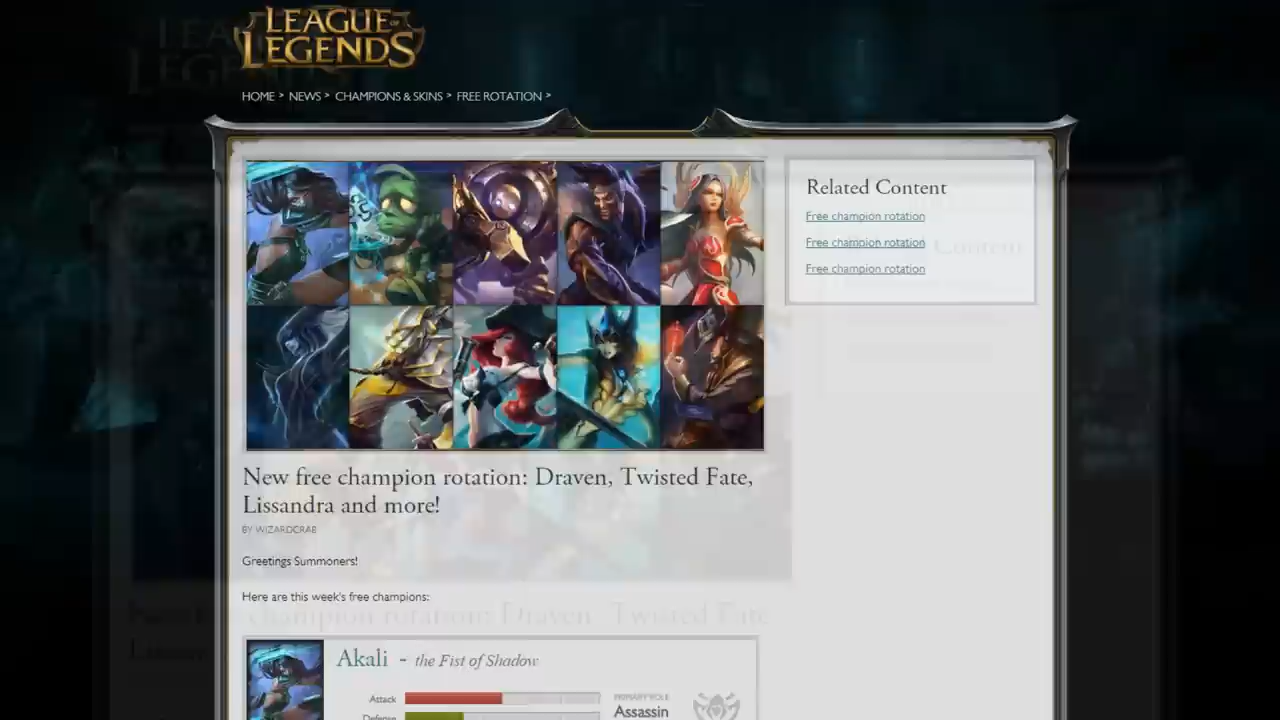 LEAGUE OF
LEGENDS
HOME > NEWS > CHAMPIONS & SKINS > FREE ROTATION >
Related Content
Free champion rotation
Free champion rotation
Free champion rotation
New free champion rotation: Draven, Twisted Fate,
Lissandra and more!
BY WIZARDCRAB
Greetings Summoners!
Here are this week's free champions:
Akali - the Fist of Shadow
Attack
PRIMARY ROLE
Assassin
Defense